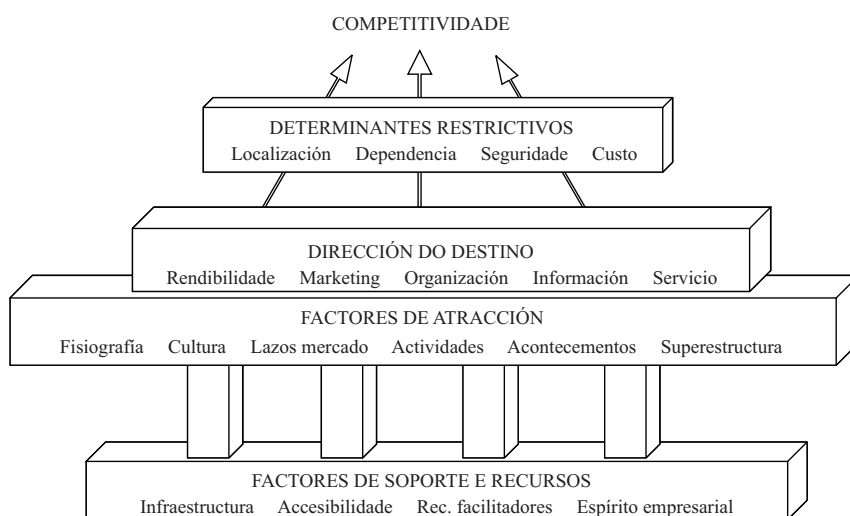 COMPETITIVIDADE
DETERMINANTES RESTRICTIVOS
Localización Dependencia Seguridade Custo
DIRECCIÓN DO DESTINO
Rendibilidade Marketing Organización Información Servicio
FACTORES DE ATRACCIÓN
Fisiografía Cultura Lazos mercado Actividades Acontecementos Superestructura
FACTORES DE SOPORTE E RECURSOS
Infraestructura Accesibilidade Rec. facilitadores Espírito empresarial